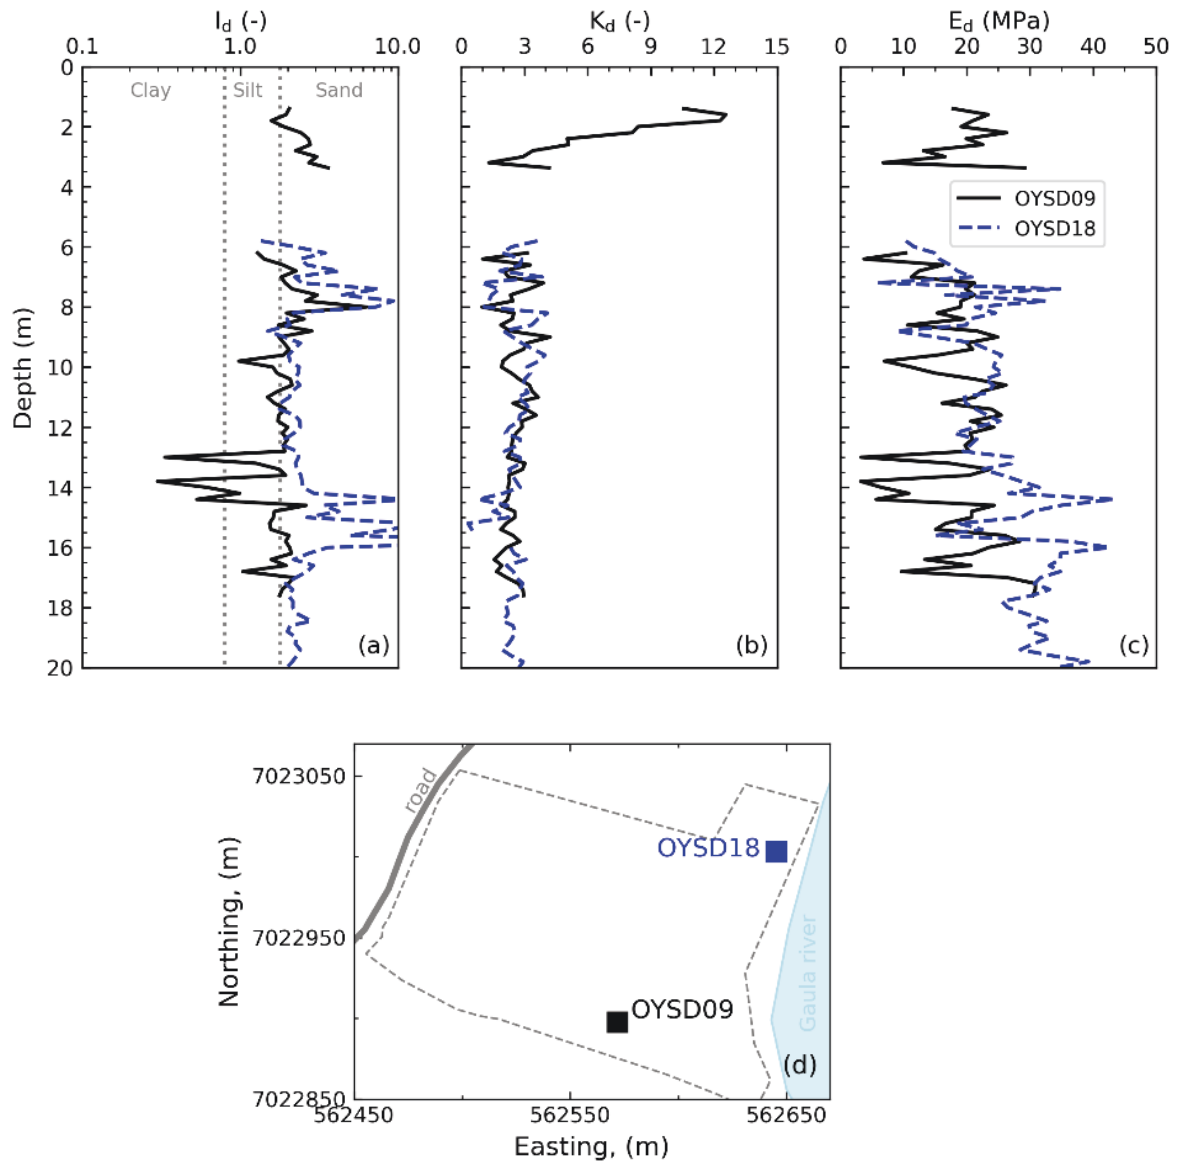 I_d (-)
K_d (-)
E_d (MPa)
0.1 1.0 10.0
0 3 6 9 12 15
0 10 20 30 40 50
Clay Silt Sand
0
2
4
6
8
10
12
14
16
18
20
Depth (m)
OYSD09
OYSD18
(a)
(b)
(c)
7023050
7022950
7022850
Northing, (m)
road
OYSD18
OYSD09
Gaula river
(d)
562450 562550 562650
Easting, (m)